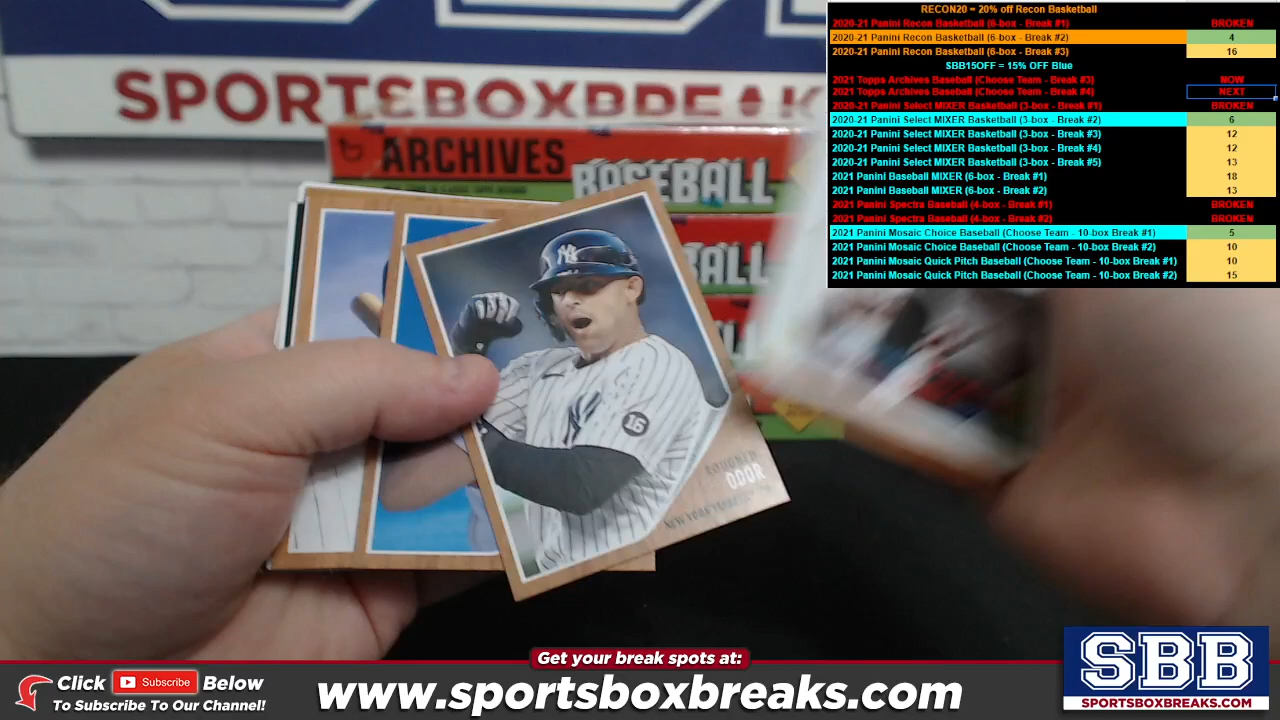 RECON20 = 20% off Recon Basketball
2020-21 Panini Recon Basketball (6-box - Break #1) BROKEN
2020-21 Panini Recon Basketball (6-box - Break #2) 4
2020-21 Panini Recon Basketball (6-box - Break #3) 16
SBB15OFF = 15% OFF Blue
2021 Topps Archives Baseball (Choose Team - Break #3) NOW
2021 Topps Archives Baseball (Choose Team - Break #4) NEXT
2020-21 Panini Select MIXER Basketball (3-box - Break #1) BROKEN
2020-21 Panini Select MIXER Basketball (3-box - Break #2) 6
2020-21 Panini Select MIXER Basketball (3-box - Break #3) 12
2020-21 Panini Select MIXER Basketball (3-box - Break #4) 12
2020-21 Panini Select MIXER Basketball (3-box - Break #5) 13
2021 Panini Baseball MIXER (6-box - Break #1) 18
2021 Panini Baseball MIXER (6-box - Break #2) 13
2021 Panini Spectra Baseball (4-box - Break #1) BROKEN
2021 Panini Spectra Baseball (4-box - Break #2) BROKEN
2021 Panini Mosaic Choice Baseball (Choose Team - 10-box Break #1) 5
2021 Panini Mosaic Choice Baseball (Choose Team - 10-box Break #2) 10
2021 Panini Mosaic Quick Pitch Baseball (Choose Team - 10-box Break #1) 10
2021 Panini Mosaic Quick Pitch Baseball (Choose Team - 10-box Break #2) 15
SPORTSBOXBREAK
ARCHIVES
BASEBALL
ALL
NY
16
ROUGNED
ODOR
NEW YORK YANKEES
Get your break spots at:
Click Subscribe Below
To Subscribe To Our Channel!
www.sportsboxbreaks.com
SBB
SPORTSBOXBREAKS.COM